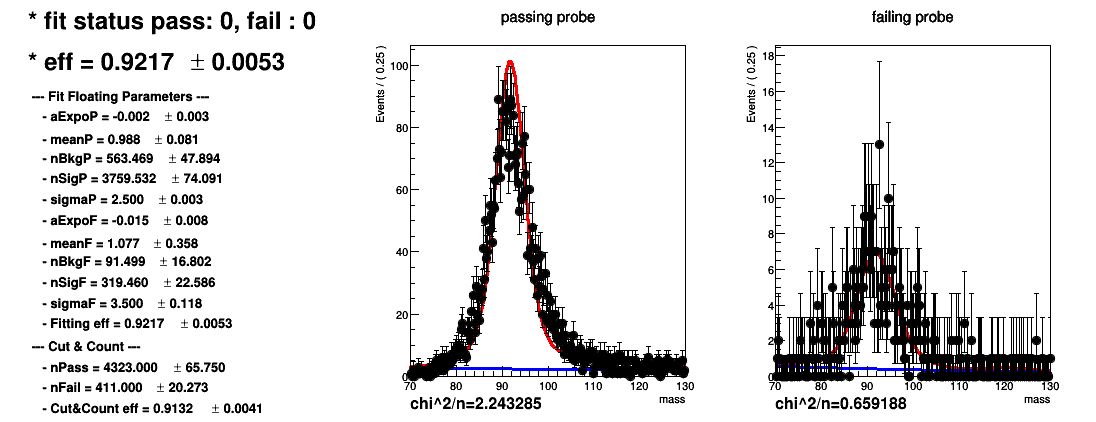 * fit status pass: 0, fail : 0
* eff = 0.9217 ± 0.0053
--- Fit Floating Parameters ---
- aExpoP = -0.002 ± 0.003
- meanP = 0.988 ± 0.081
- nBkgP = 563.469 ± 47.894
- nSigP = 3759.532 ± 74.091
- sigmaP = 2.500 ± 0.003
- aExpoF = -0.015 ± 0.008
- meanF = 1.077 ± 0.358
- nBkgF = 91.499 ± 16.802
- nSigF = 319.460 ± 22.586
- sigmaF = 3.500 ± 0.118
- Fitting eff = 0.9217 ± 0.0053
--- Cut & Count ---
- nPass = 4323.000 ± 65.750
- nFail = 411.000 ± 20.273
- Cut&Count eff = 0.9132 ± 0.0041
passing probe
Events / ( 0.25 )
100
80
60
40
20
0
70 80 90 100 110 120 130
mass
chi^2/n=2.243285
failing probe
Events / ( 0.25 )
18
16
14
12
10
8
6
4
2
0
70 80 90 100 110 120 130
mass
chi^2/n=0.659188